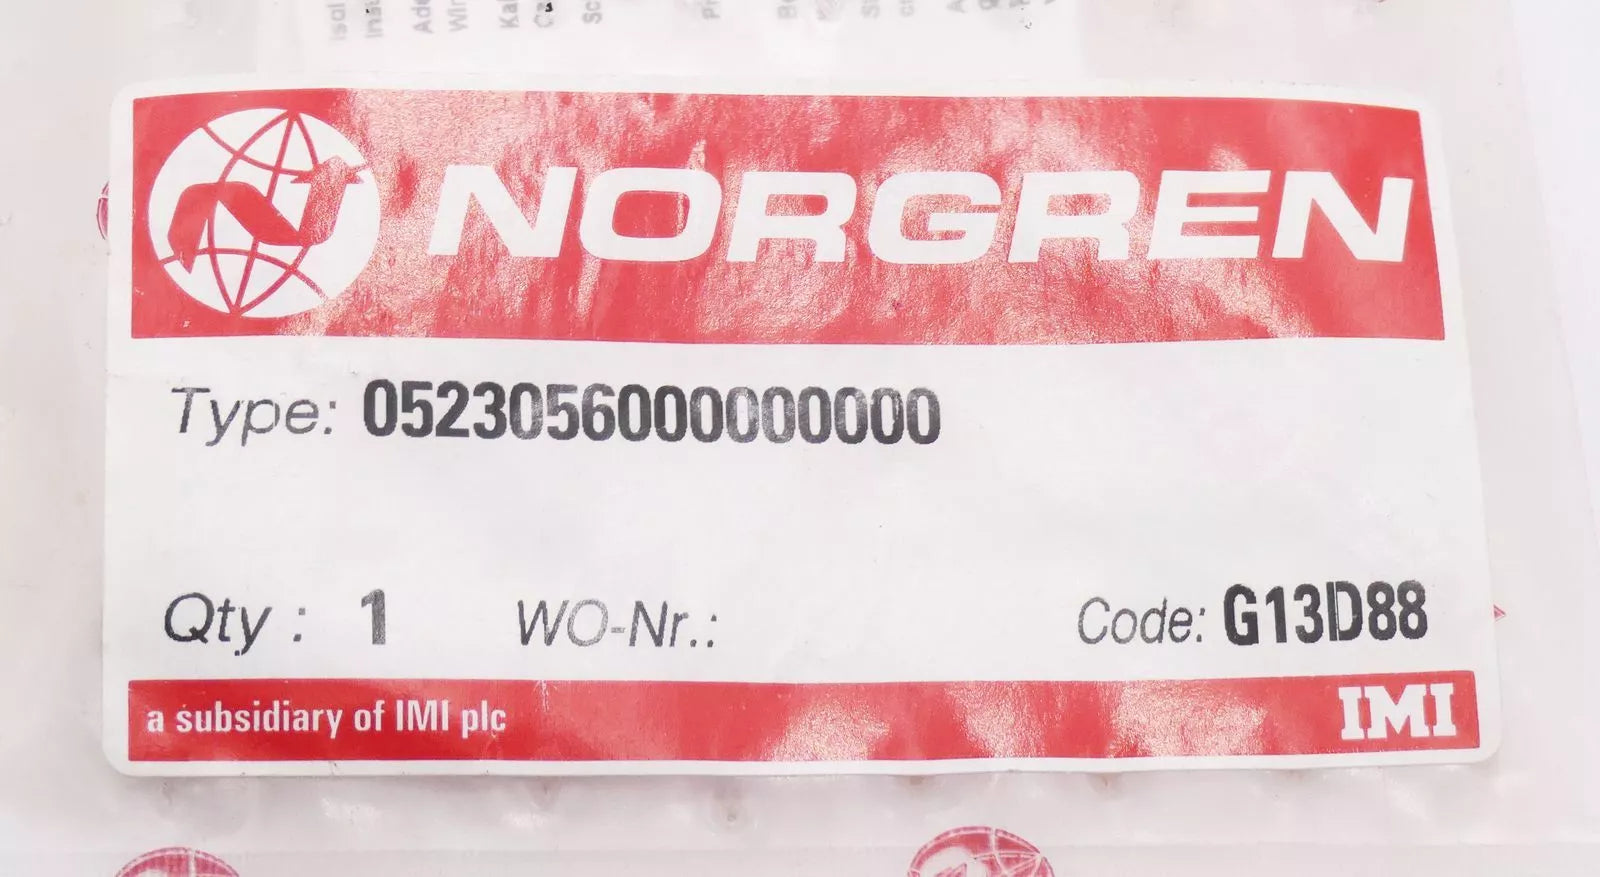 NORGREN
Type: 0523056000000000
Qty : 1 WO-Nr.: Code: G13D88
a subsidiary of IMI plc IMI